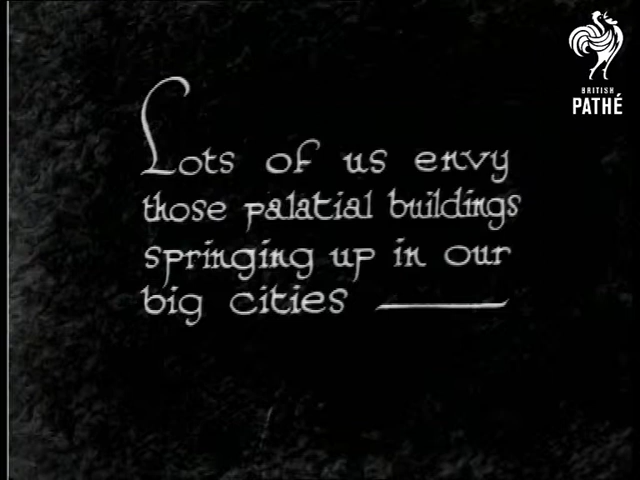 BRITISH
PATHÉ
Lots of us envy
those palatial buildings
springing up in our
big cities ———